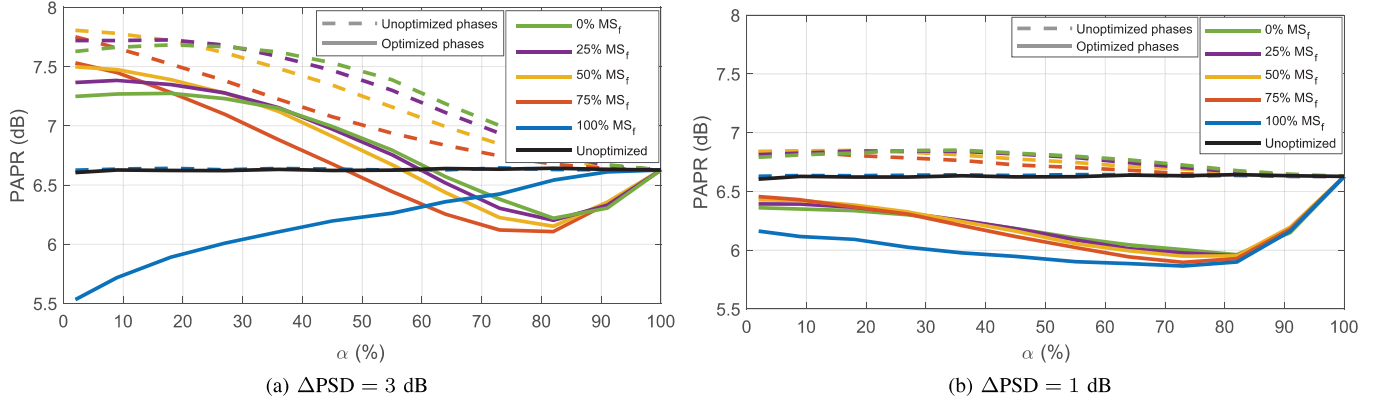 8
7.5
7
6.5
6
5.5
PAPR (dB)
0 10 20 30 40 50 60 70 80 90 100
α (%)
Unoptimized phases
Optimized phases
0% MSf
25% MSf
50% MSf
75% MSf
100% MSf
Unoptimized
(a) ΔPSD = 3 dB
8
7.5
7
6.5
6
5.5
PAPR (dB)
0 10 20 30 40 50 60 70 80 90 100
α (%)
Unoptimized phases
Optimized phases
0% MSf
25% MSf
50% MSf
75% MSf
100% MSf
Unoptimized
(b) ΔPSD = 1 dB